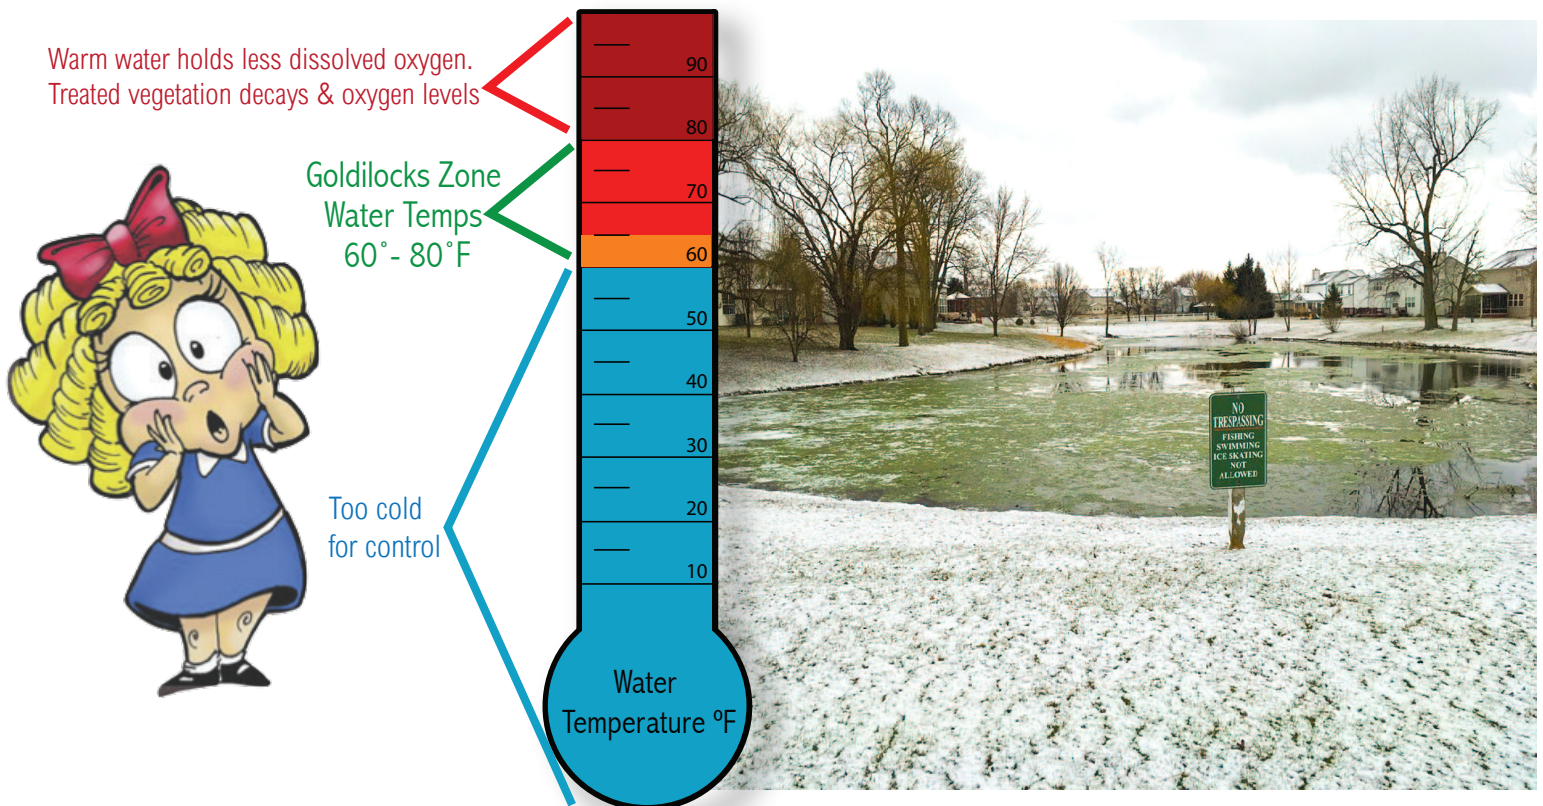 Warm water holds less dissolved oxygen.
Treated vegetation decays & oxygen levels
Goldilocks Zone
Water Temps
60˚- 80˚F
Too cold
for control
90
80
70
60
50
40
30
20
10
Water
Temperature ºF
NO
TRESPASSING
FISHING
SWIMMING
ICE SKATING
NOT
ALLOWED